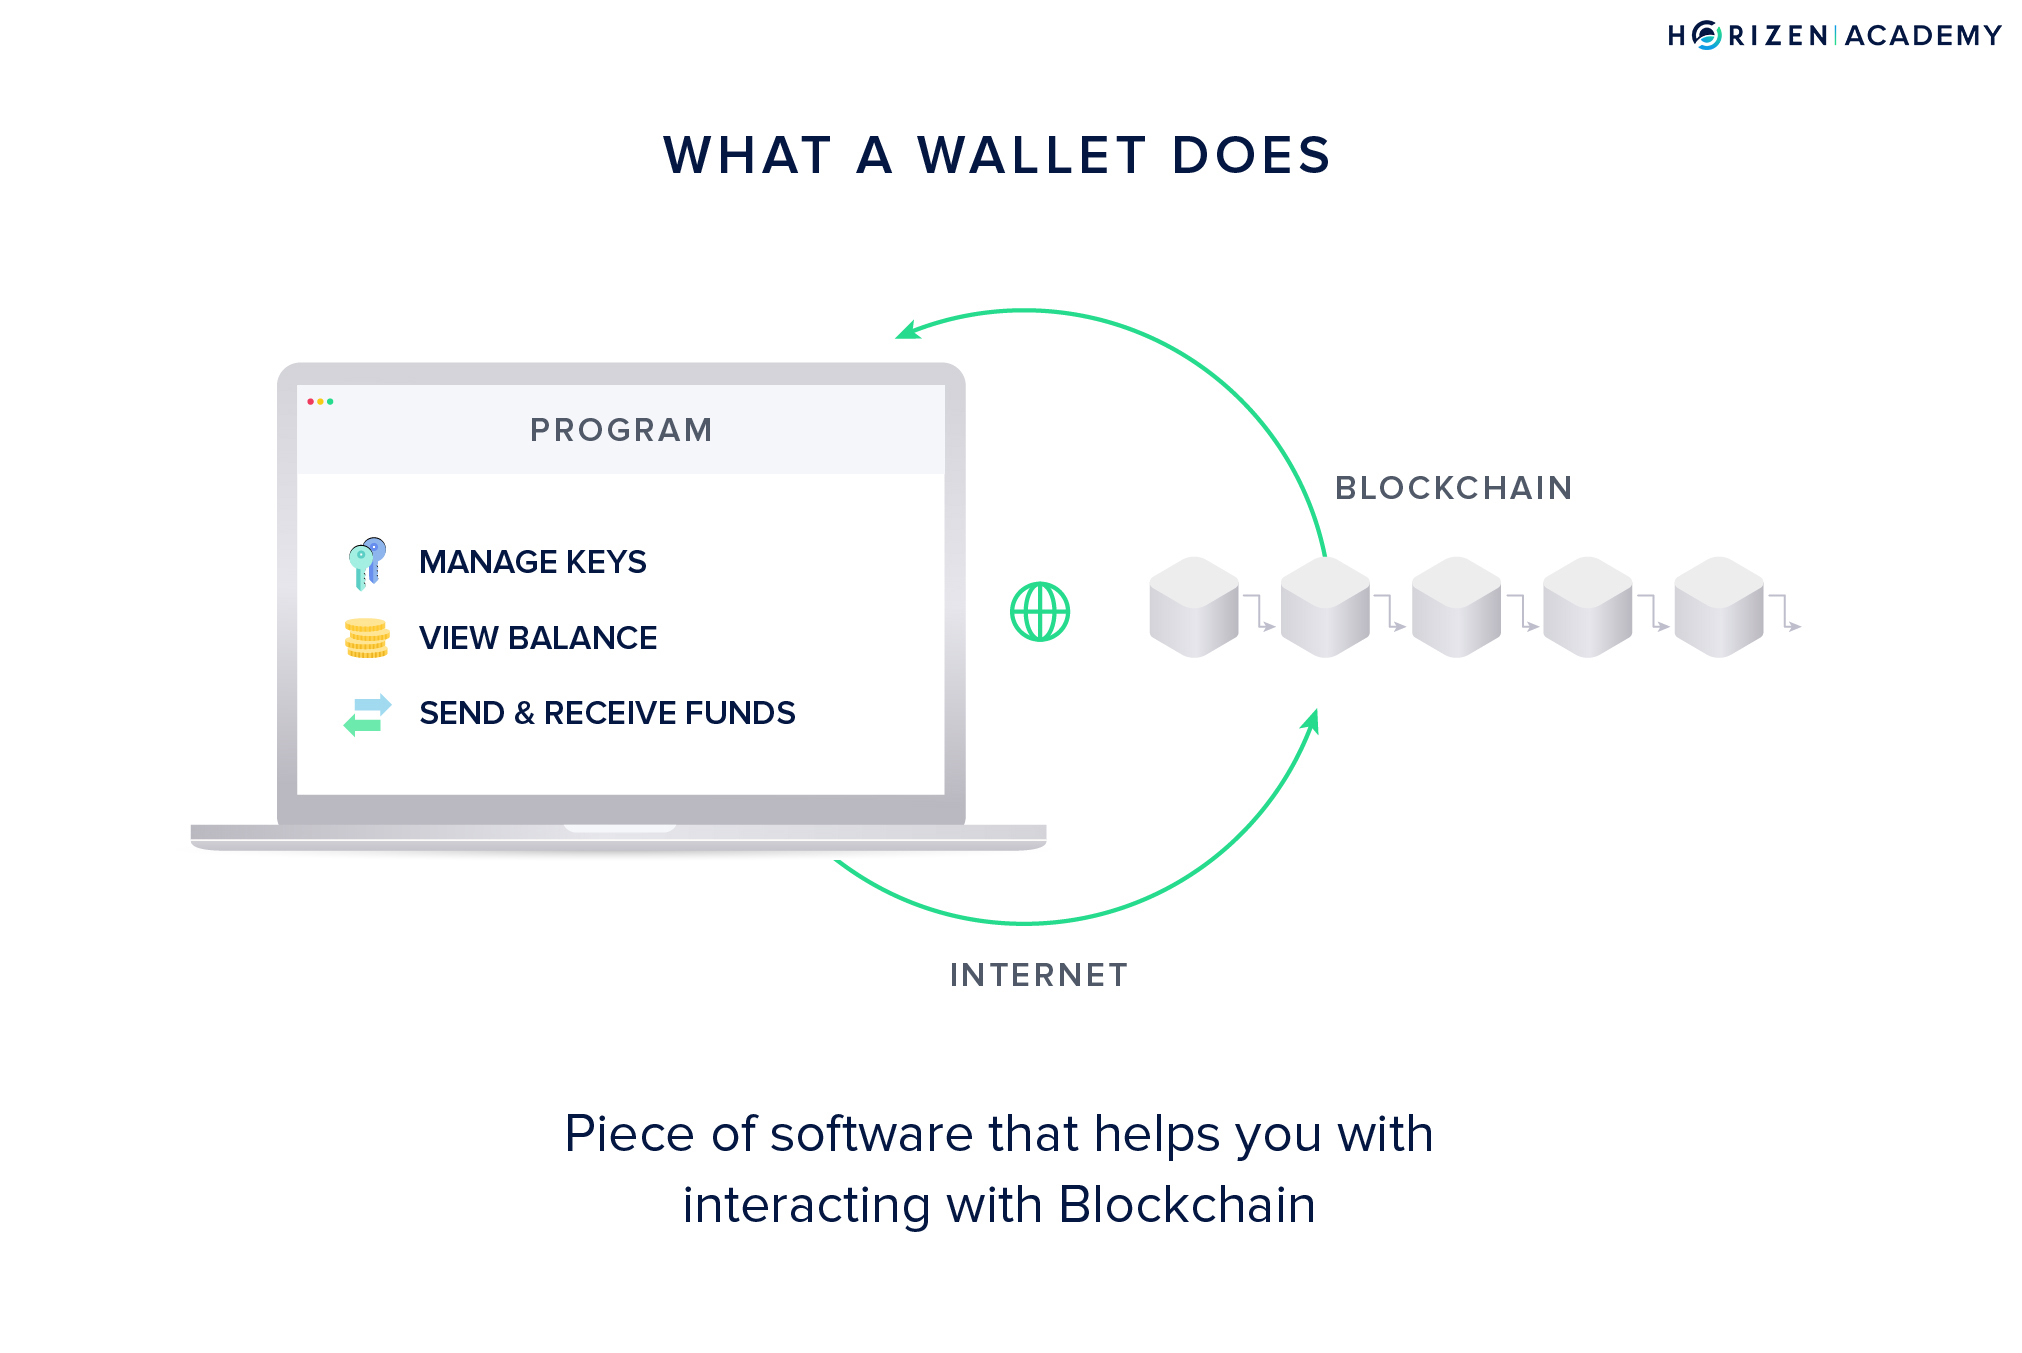 HORIZEN | ACADEMY
WHAT A WALLET DOES
PROGRAM
MANAGE KEYS
VIEW BALANCE
SEND & RECEIVE FUNDS
BLOCKCHAIN
INTERNET
Piece of software that helps you with
interacting with Blockchain